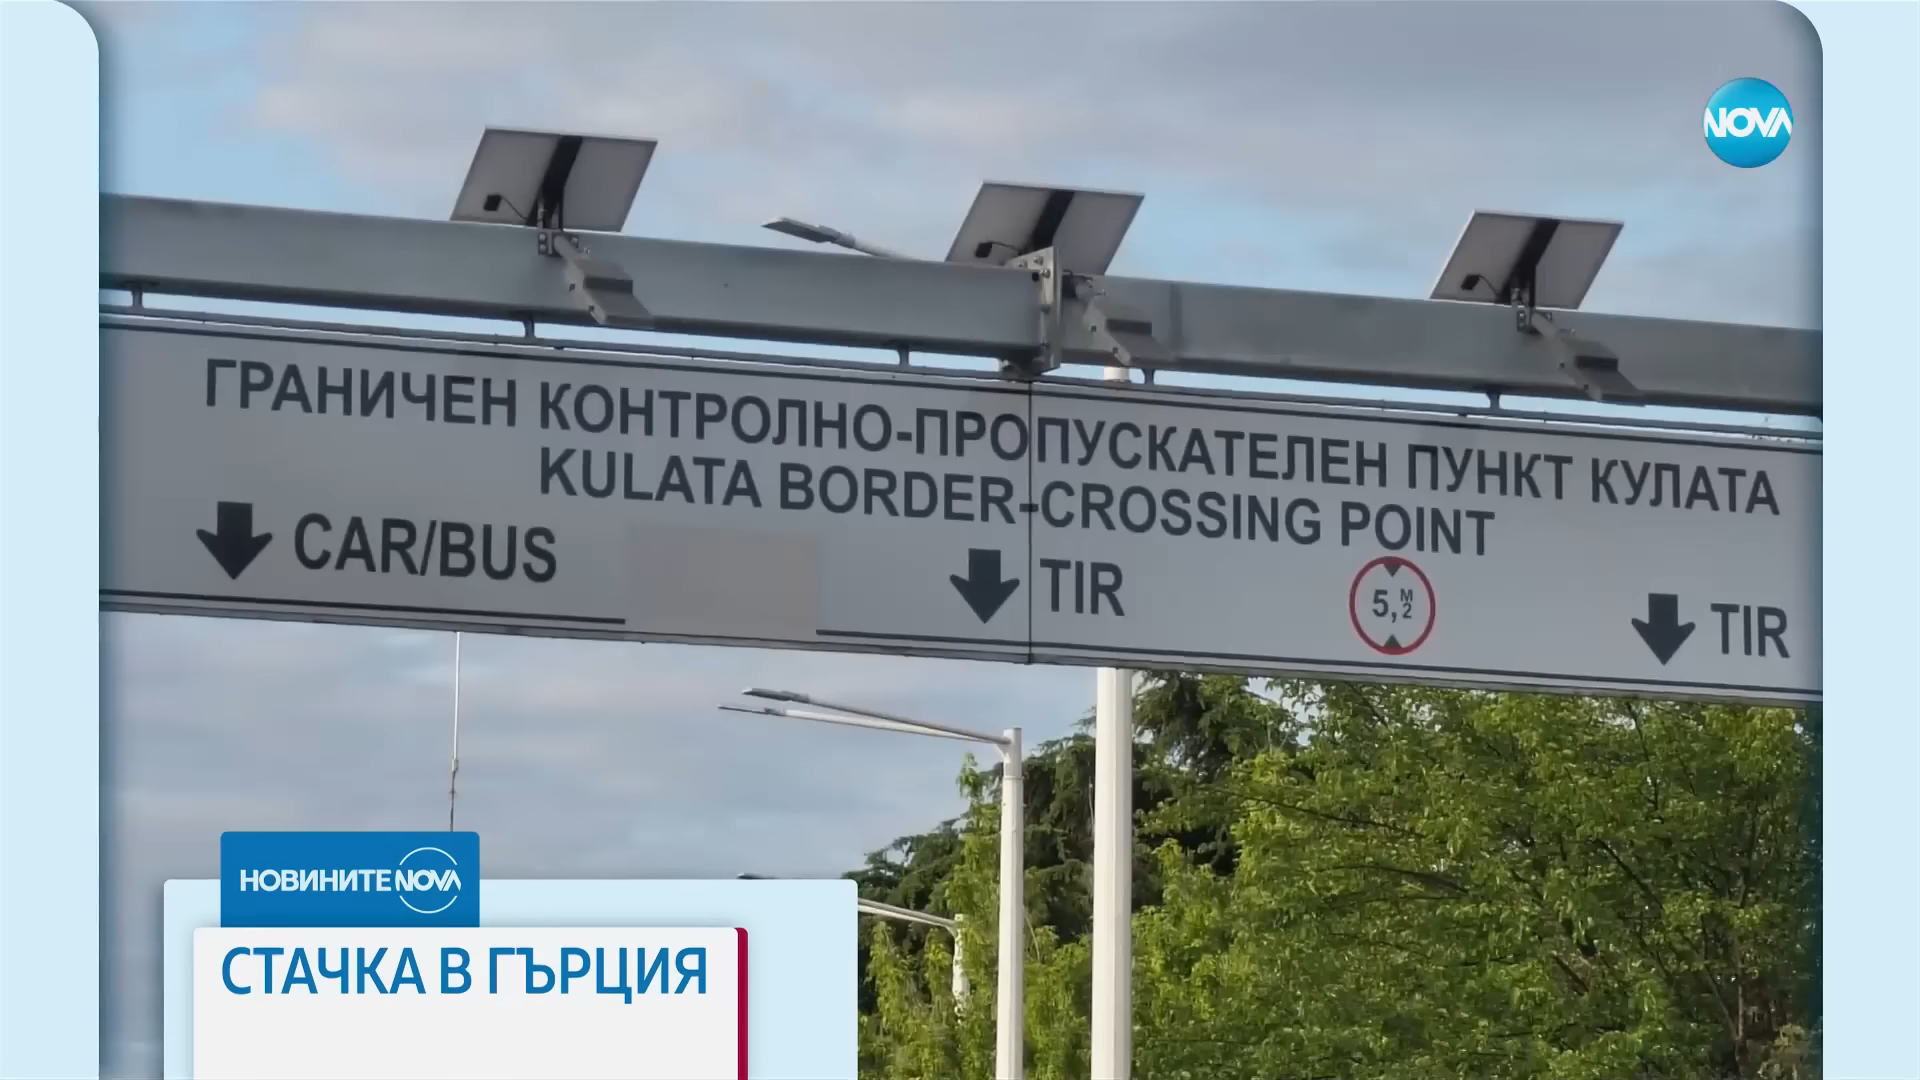 NOVA
ГРАНИЧЕН КОНТРОЛНО-ПРОПУСКАТЕЛЕН ПУНКТ КУЛАТА
KULATA BORDER-CROSSING POINT
CAR/BUS
TIR
5,2 М
TIR
НОВИНИТЕ NOVA
СТАЧКА В ГЪРЦИЯ